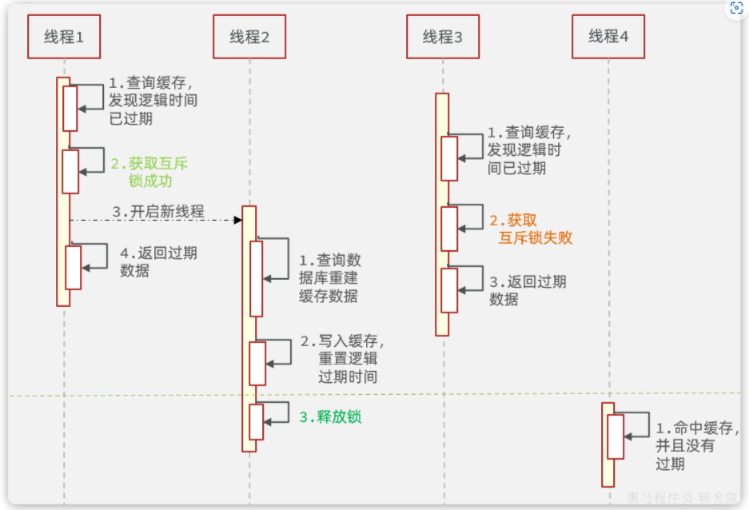 线程1
线程2
线程3
线程4
1.查询缓存,
发现逻辑时间
已过期
2.获取互斥
锁成功
3.开启新线程
4.返回过期
数据
1.查询数
据库重建
缓存数据
2.写入缓存,
重置逻辑
过期时间
3.释放锁
1.查询缓存,
发现逻辑时
间已过期
2.获取
互斥锁失败
3.返回过期
数据
1.命中缓存,
并且没有
过期
黑马程序员-研究院